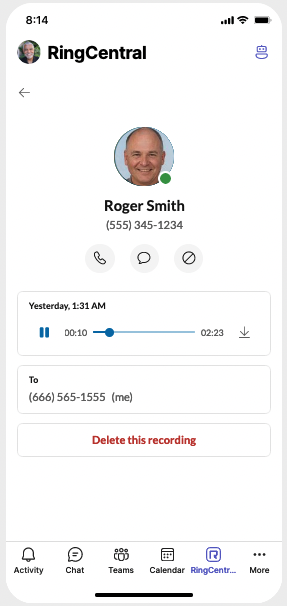 8:14
RingCentral
Roger Smith
(555) 345-1234
Yesterday, 1:31 AM
00:10 02:23
To
(666) 565-1555 (me)
Delete this recording
Activity Chat Teams Calendar RingCentr... More